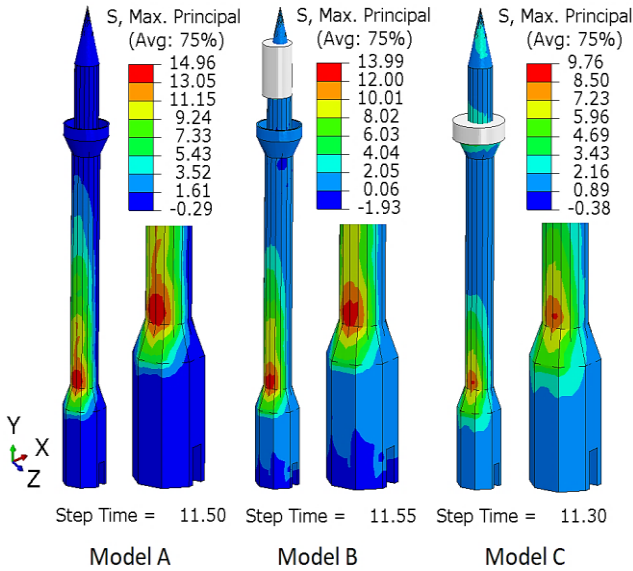 S, Max. Principal
(Avg: 75%)
14.96
13.05
11.15
9.24
7.33
5.43
3.52
1.61
-0.29
S, Max. Principal
(Avg: 75%)
13.99
12.00
10.01
8.02
6.03
4.04
2.05
0.06
-1.93
S, Max. Principal
(Avg: 75%)
9.76
8.50
7.23
5.96
4.69
3.43
2.16
0.89
-0.38
Y
X
Z
Step Time = 11.50
Step Time = 11.55
Step Time = 11.30
Model A
Model B
Model C